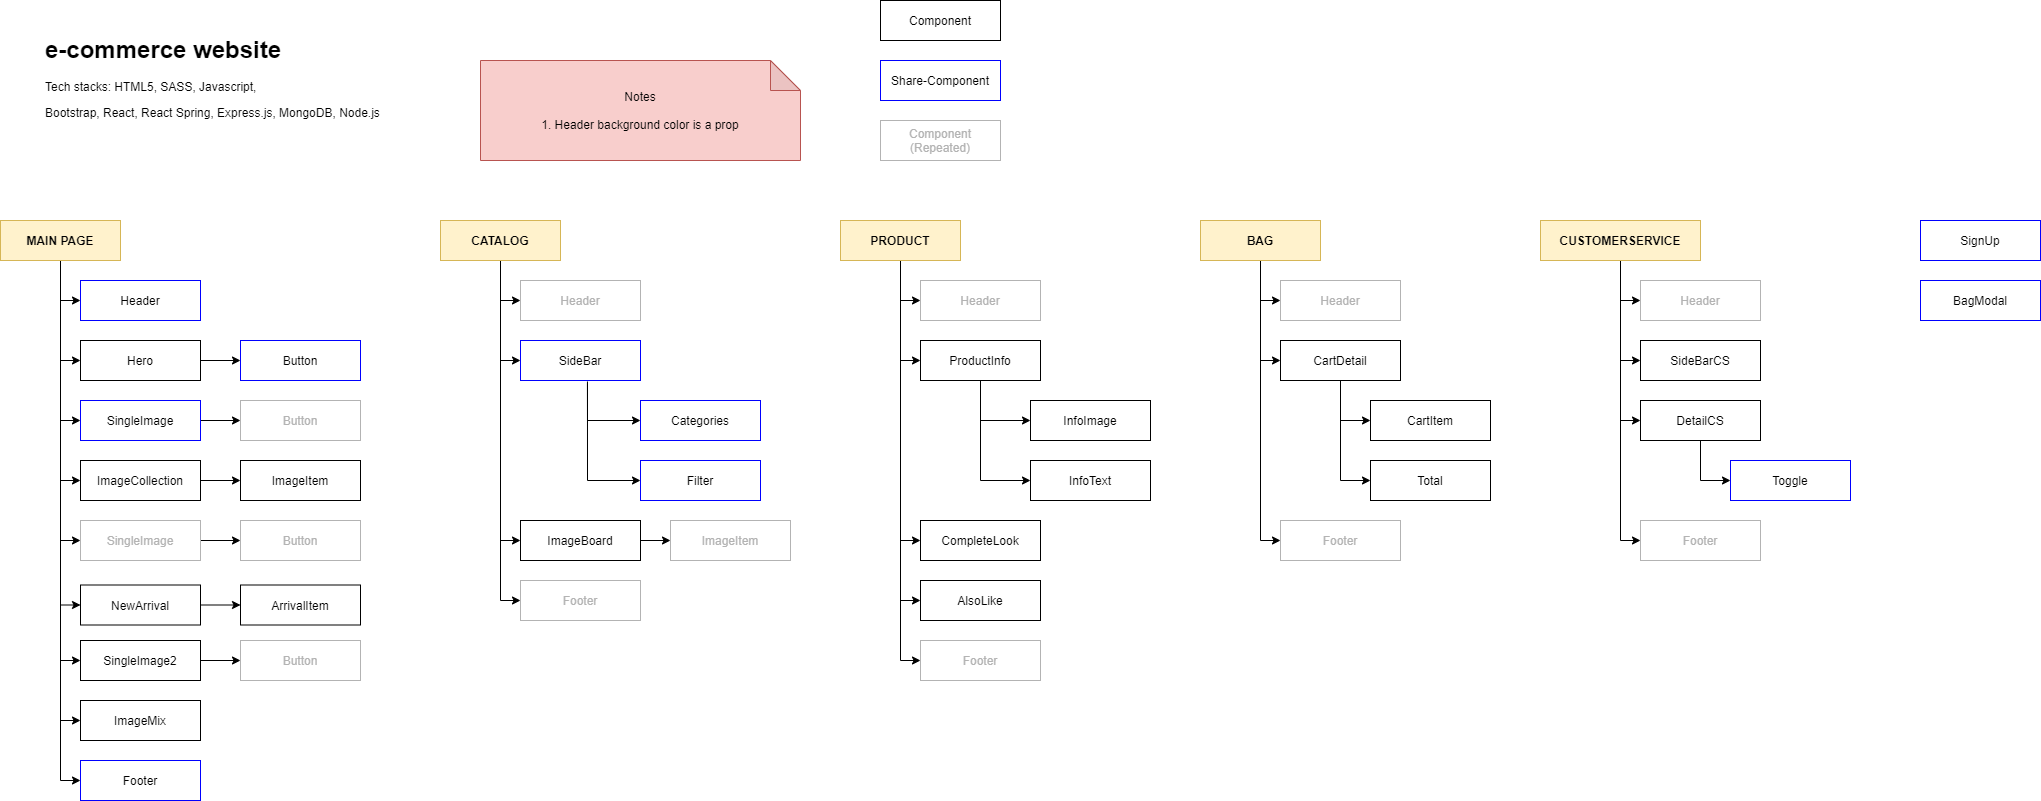 e-commerce website
Tech stacks: HTML5, SASS, Javascript,
Bootstrap, React, React Spring, Express.js, MongoDB, Node.js
Notes
1. Header background color is a prop
Component
Share-Component
Component
(Repeated)
MAIN PAGE
Header
Hero
Button
SingleImage
Button
ImageCollection
ImageItem
SingleImage
Button
NewArrival
ArrivalItem
SingleImage2
Button
ImageMix
Footer
CATALOG
Header
SideBar
Categories
Filter
ImageBoard
ImageItem
Footer
PRODUCT
Header
ProductInfo
InfoImage
InfoText
CompleteLook
AlsoLike
Footer
BAG
Header
CartDetail
CartItem
Total
Footer
CUSTOMERSERVICE
Header
SideBarCS
DetailCS
Toggle
Footer
SignUp
BagModal